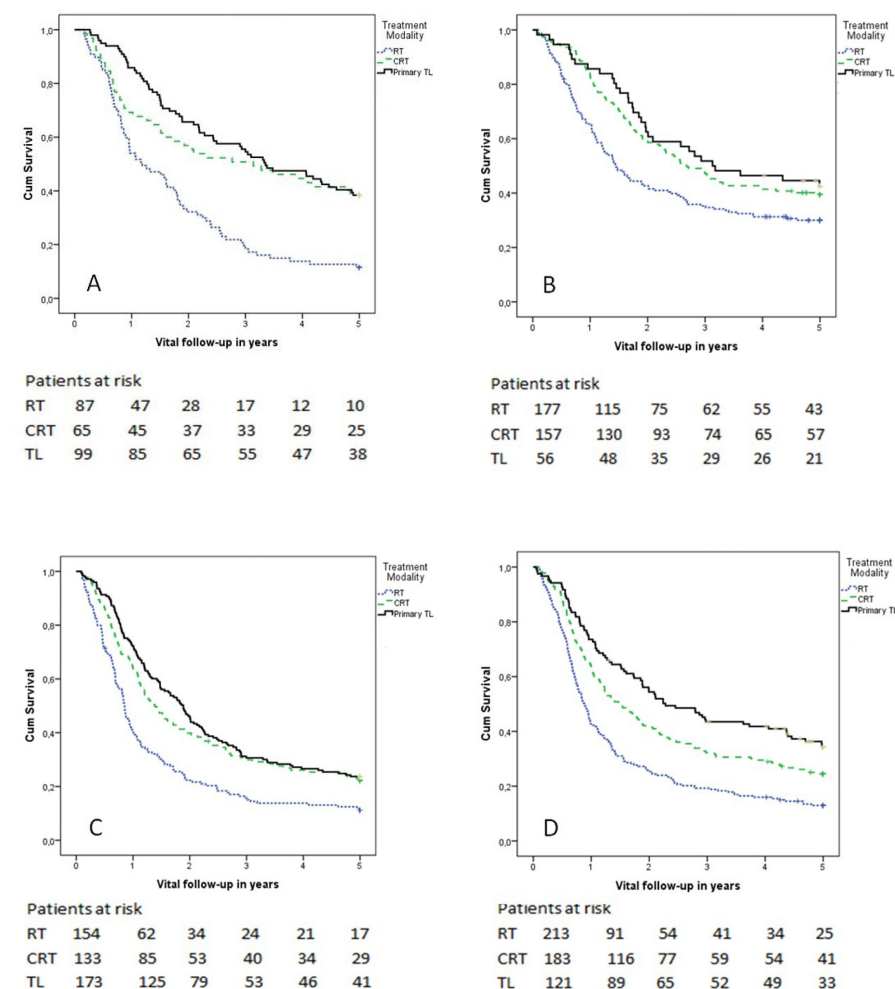 Treatment
Modality
RT
CRT
Primary TL
1,0
0,8
0,6
0,4
0,2
0,0
Cum Survival
A
0 1 2 3 4 5
Vital follow-up in years
Patients at risk
RT 87 47 28 17 12 10
CRT 65 45 37 33 29 25
TL 99 85 65 55 47 38
Treatment
Modality
RT
CRT
Primary TL
1,0
0,8
0,6
0,4
0,2
0,0
Cum Survival
B
0 1 2 3 4 5
Vital follow-up in years
Patients at risk
RT 177 115 75 62 55 43
CRT 157 130 93 74 65 57
TL 56 48 35 29 26 21
Treatment
Modality
RT
CRT
Primary TL
1,0
0,8
0,6
0,4
0,2
0,0
Cum Survival
C
0 1 2 3 4 5
Vital follow-up in years
Patients at risk
RT 154 62 34 24 21 17
CRT 133 85 53 40 34 29
TL 173 125 79 53 46 41
Treatment
Modality
RT
CRT
Primary TL
1,0
0,8
0,6
0,4
0,2
0,0
Cum Survival
D
0 1 2 3 4 5
Vital follow-up in years
Patients at risk
RT 213 91 54 41 34 25
CRT 183 116 77 59 54 41
TL 121 89 65 52 49 33